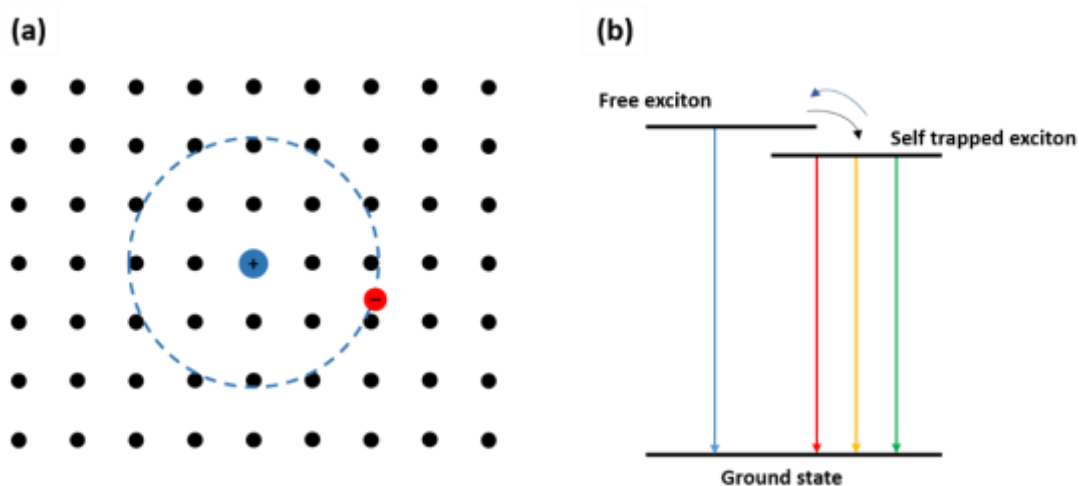 (a)
+
−
(b)
Free exciton
Self trapped exciton
Ground state